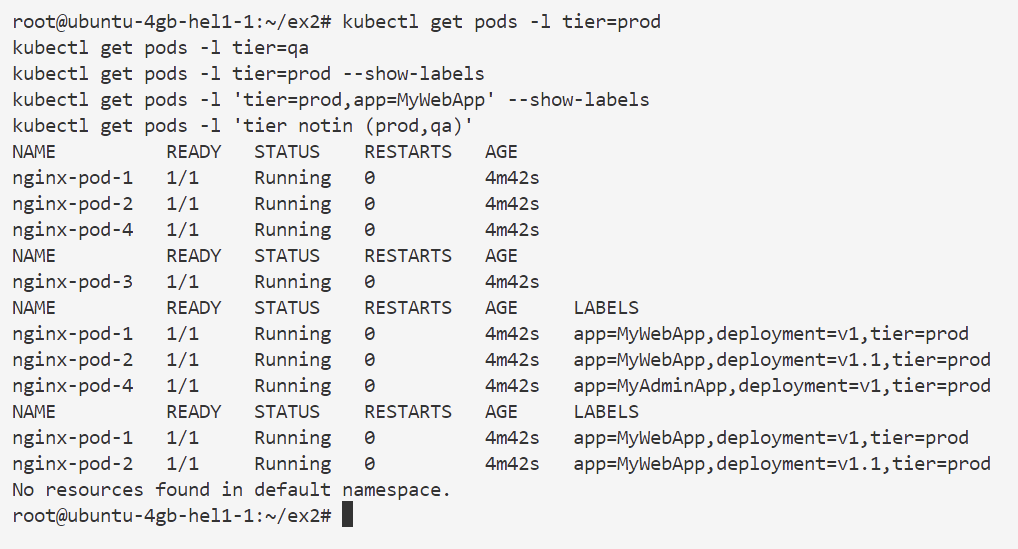 root@ubuntu-4gb-hel1-1:~/ex2# kubectl get pods -l tier=prod
kubectl get pods -l tier=qa
kubectl get pods -l tier=prod --show-labels
kubectl get pods -l 'tier=prod,app=MyWebApp' --show-labels
kubectl get pods -l 'tier notin (prod,qa)'
NAME          READY   STATUS    RESTARTS   AGE
nginx-pod-1   1/1     Running   0          4m42s
nginx-pod-2   1/1     Running   0          4m42s
nginx-pod-4   1/1     Running   0          4m42s
NAME          READY   STATUS    RESTARTS   AGE
nginx-pod-3   1/1     Running   0          4m42s
NAME          READY   STATUS    RESTARTS   AGE     LABELS
nginx-pod-1   1/1     Running   0          4m42s   app=MyWebApp,deployment=v1,tier=prod
nginx-pod-2   1/1     Running   0          4m42s   app=MyWebApp,deployment=v1.1,tier=prod
nginx-pod-4   1/1     Running   0          4m42s   app=MyAdminApp,deployment=v1,tier=prod
NAME          READY   STATUS    RESTARTS   AGE     LABELS
nginx-pod-1   1/1     Running   0          4m42s   app=MyWebApp,deployment=v1,tier=prod
nginx-pod-2   1/1     Running   0          4m42s   app=MyWebApp,deployment=v1.1,tier=prod
No resources found in default namespace.
root@ubuntu-4gb-hel1-1:~/ex2#